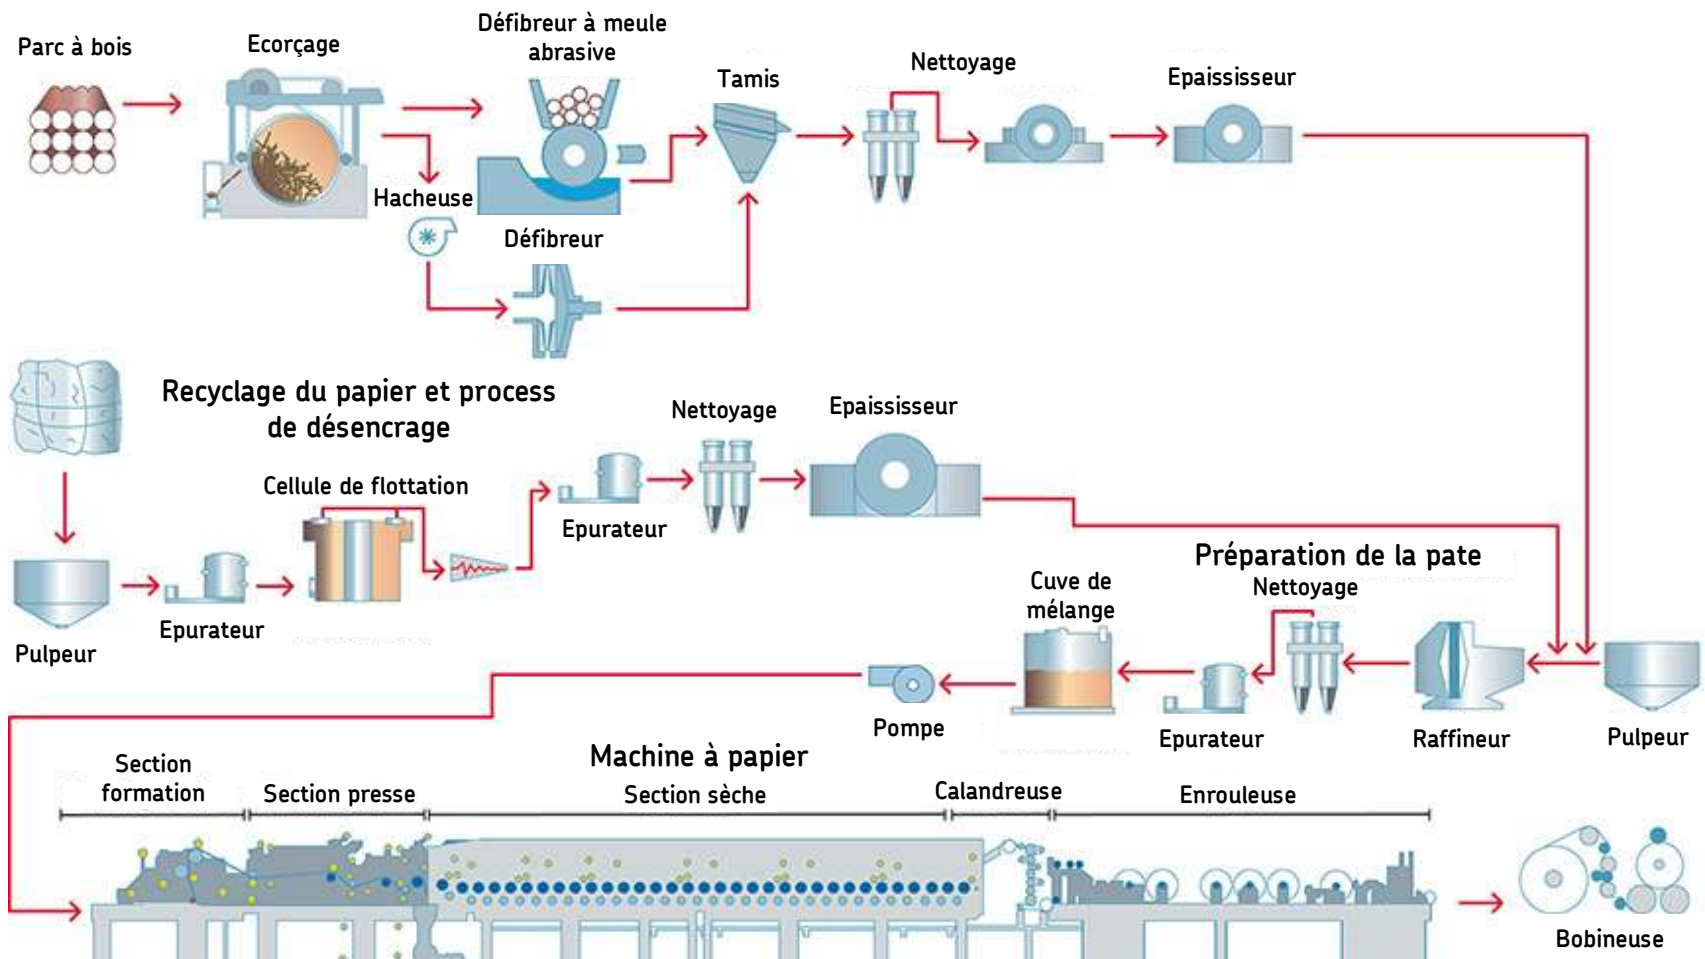 Parc à bois
Ecorçage
Défibreur à meule
abrasive
Tamis
Nettoyage
Epaississeur
Hacheuse
Défibreur
Recyclage du papier et process
de désencrage
Nettoyage
Epaississeur
Cellule de flottation
Epurateur
Préparation de la pate
Cuve de
mélange
Nettoyage
Pulpeur
Epurateur
Pompe
Epurateur
Raffineur
Pulpeur
Machine à papier
Section
formation
Section presse
Section sèche
Calandreuse
Enrouleuse
Bobineuse